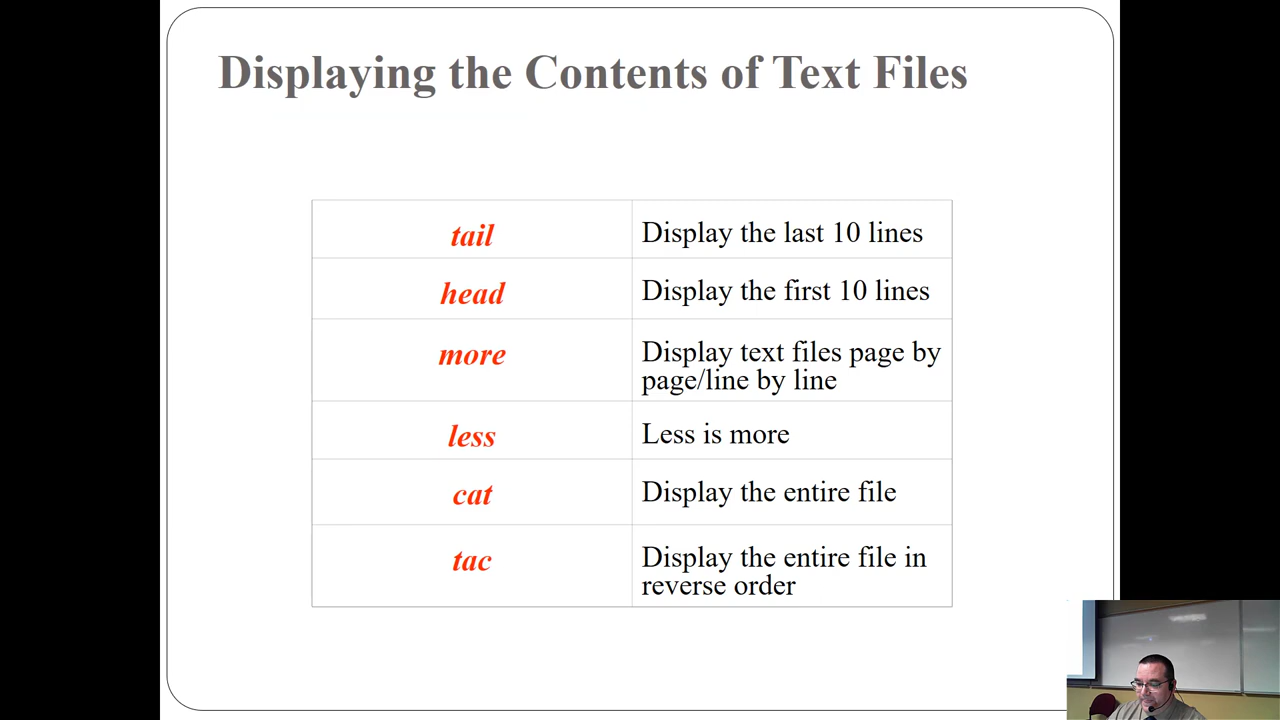 Displaying the Contents of Text Files
tail
Display the last 10 lines
head
Display the first 10 lines
more
Display text files page by
page/line by line
less
Less is more
cat
Display the entire file
tac
Display the entire file in
reverse order